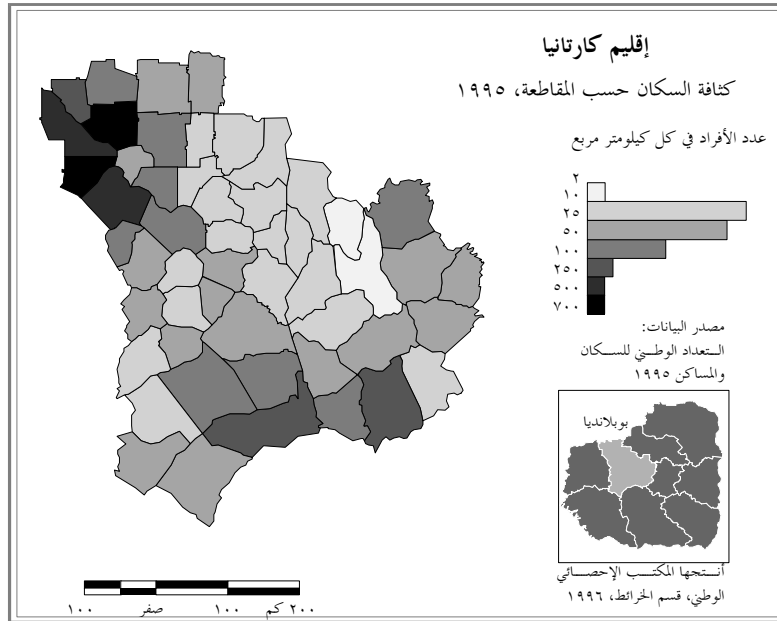 إقليم كارتانيا
كثافة السكان حسب المقاطعة، ١٩٩٥
عدد الأفراد في كل كيلومتر مربع
٢
١٠
٢٥
٥٠
١٠٠
٢٥٠
٥٠٠
٧٠٠
مصدر البيانات:
التعداد الوطني للسكان
والمساكن ١٩٩٥
بوبلانديا
أنتجها المكتب الإحصائي
الوطني، قسم الخرائط، ١٩٩٦
١٠٠ صفر ١٠٠ ٢٠٠ كم